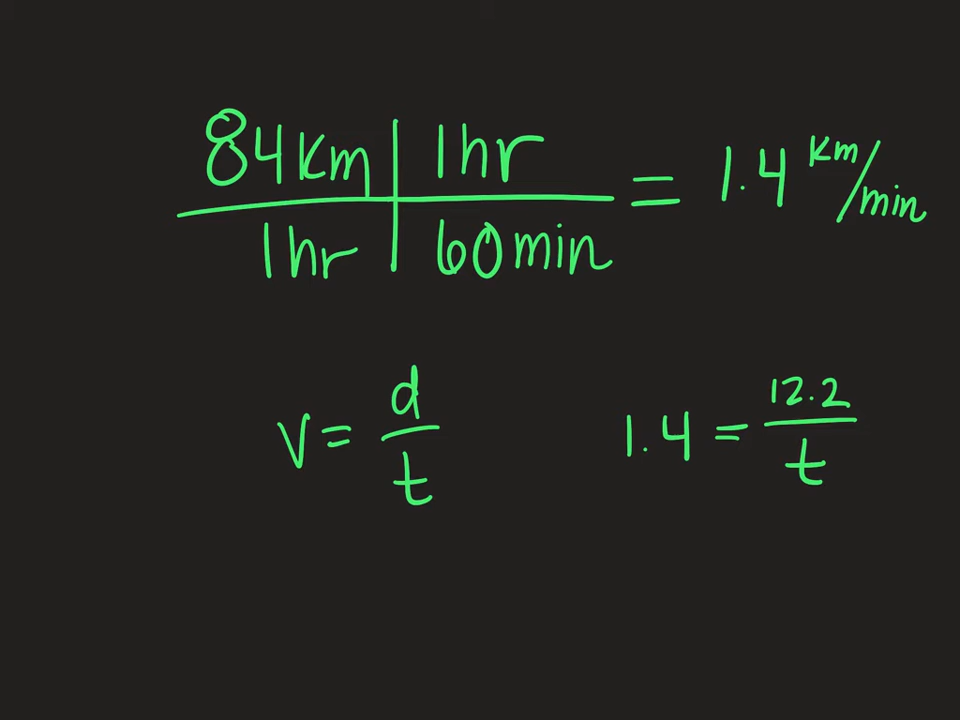 84km 1hr = 1.4 km/min
1hr 60min
v = d/t 1.4 = 12.2/t